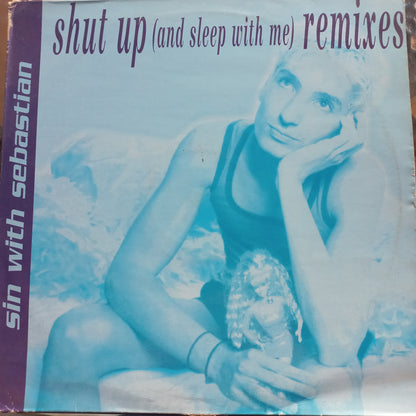 shut up (and sleep with me) remixes
sin with sebastian